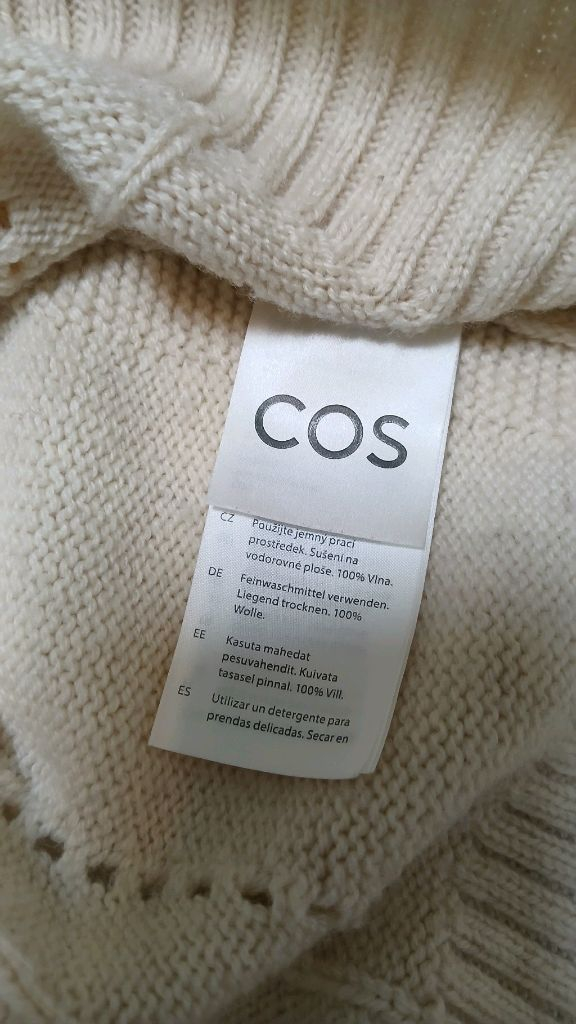 COS
CZ Použijte jemný prací
prostředek. Sušení na
vodorovné ploše. 100% Vlna.
DE Feinwaschmittel verwenden.
Liegend trocknen. 100%
Wolle.
EE Kasuta mahedat
pesuvahendit. Kuivata
tasasel pinnal. 100% Vill.
ES Utilizar un detergente para
prendas delicadas. Secar en